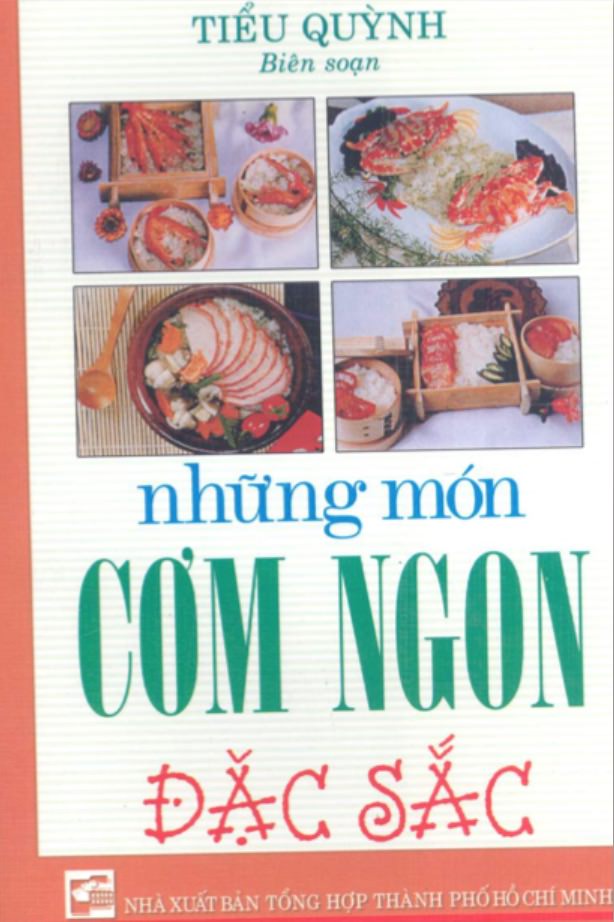 TIỂU QUỲNH
Biên soạn
những món
CƠM NGON
ĐẶC SẮC
NHÀ XUẤT BẢN TỔNG HỢP THÀNH PHỐ HỒ CHÍ MINH